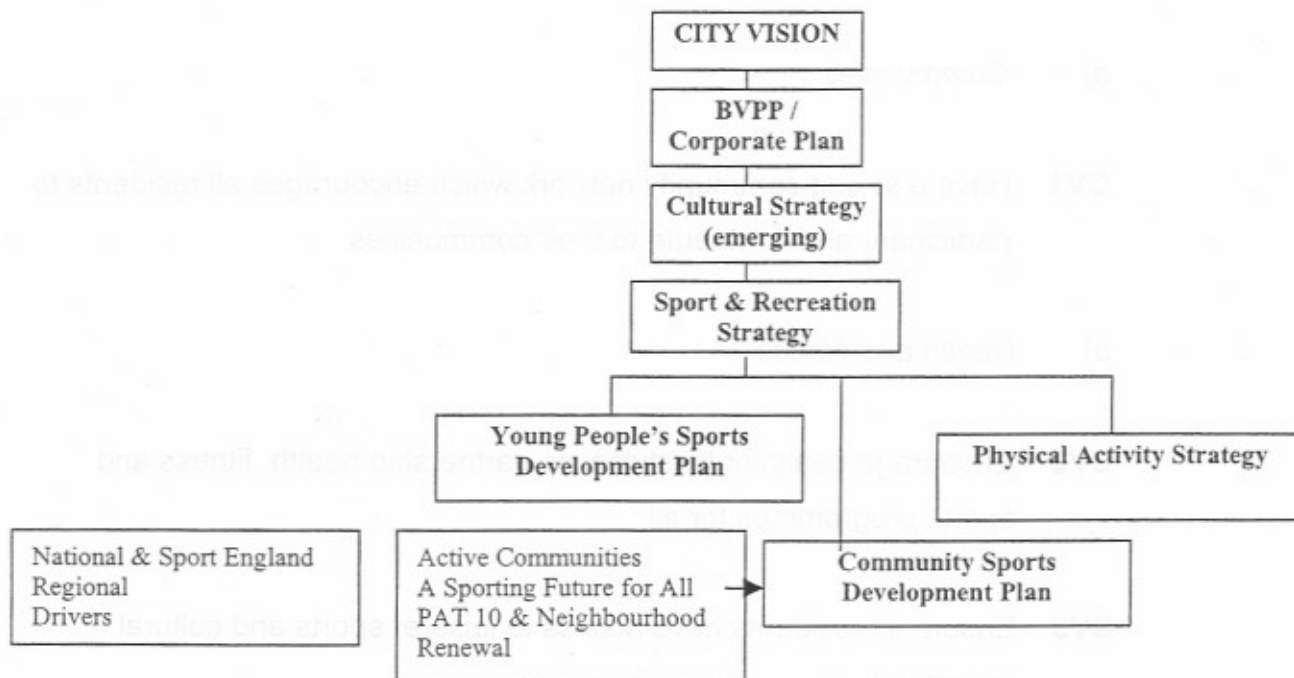 CITY VISION
BVPP /
Corporate Plan
Cultural Strategy
(emerging)
Sport & Recreation
Strategy
Young People's Sports
Development Plan
Physical Activity Strategy
National & Sport England
Regional
Drivers
Active Communities
A Sporting Future for All
PAT 10 & Neighbourhood
Renewal
Community Sports
Development Plan